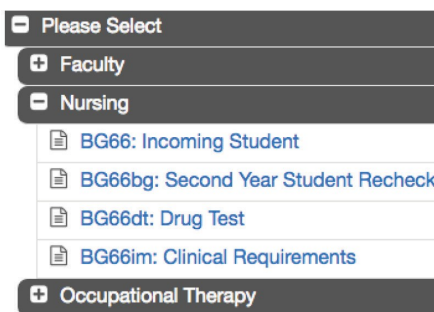 Please Select
Faculty
Nursing
BG66: Incoming Student
BG66bg: Second Year Student Recheck
BG66dt: Drug Test
BG66im: Clinical Requirements
Occupational Therapy